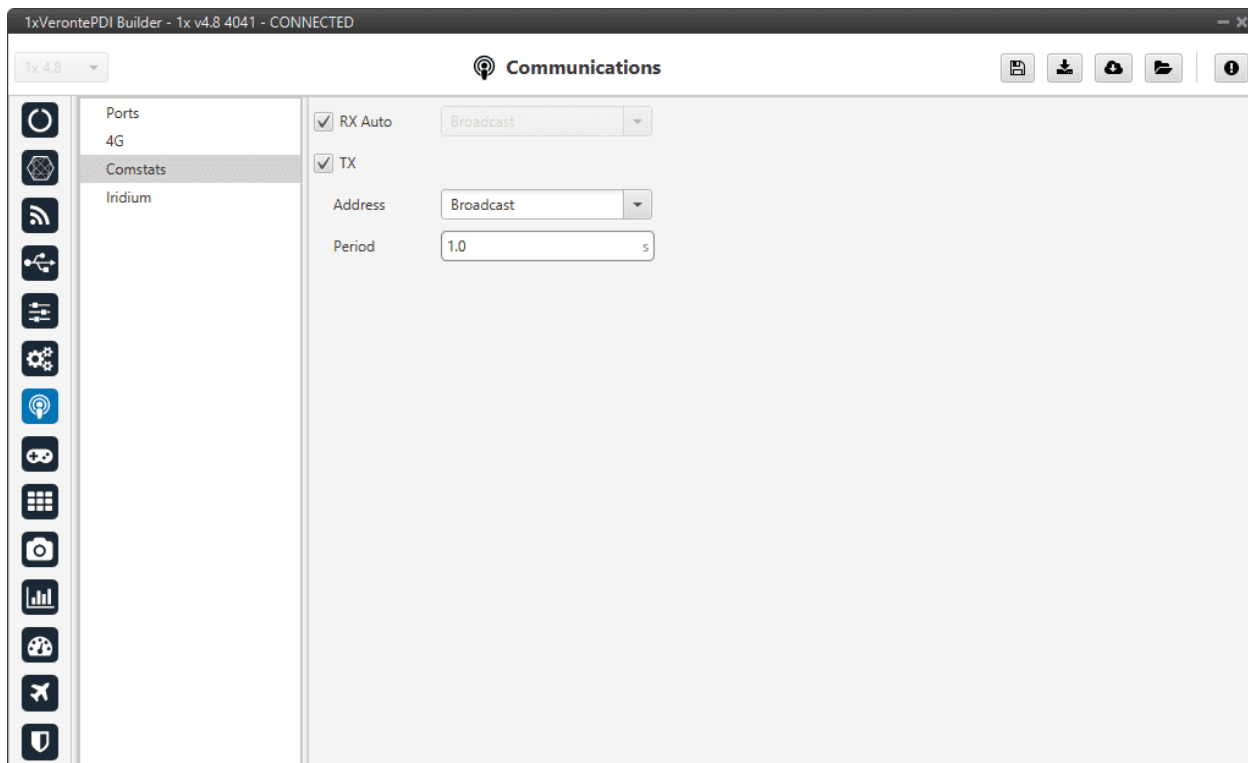 1xVerontePDI Builder - 1x v4.8 4041 - CONNECTED
1x 4.8
Communications
Ports
4G
Comstats
Iridium
RX Auto
Broadcast
TX
Address
Broadcast
Period
1.0
s